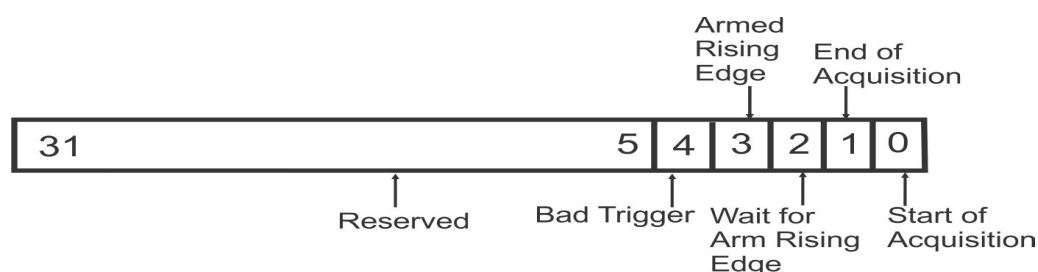 Armed
Rising
Edge
End of
Acquisition
31 5 4 3 2 1 0
Reserved
Bad Trigger
Wait for
Arm Rising
Edge
Start of
Acquisition